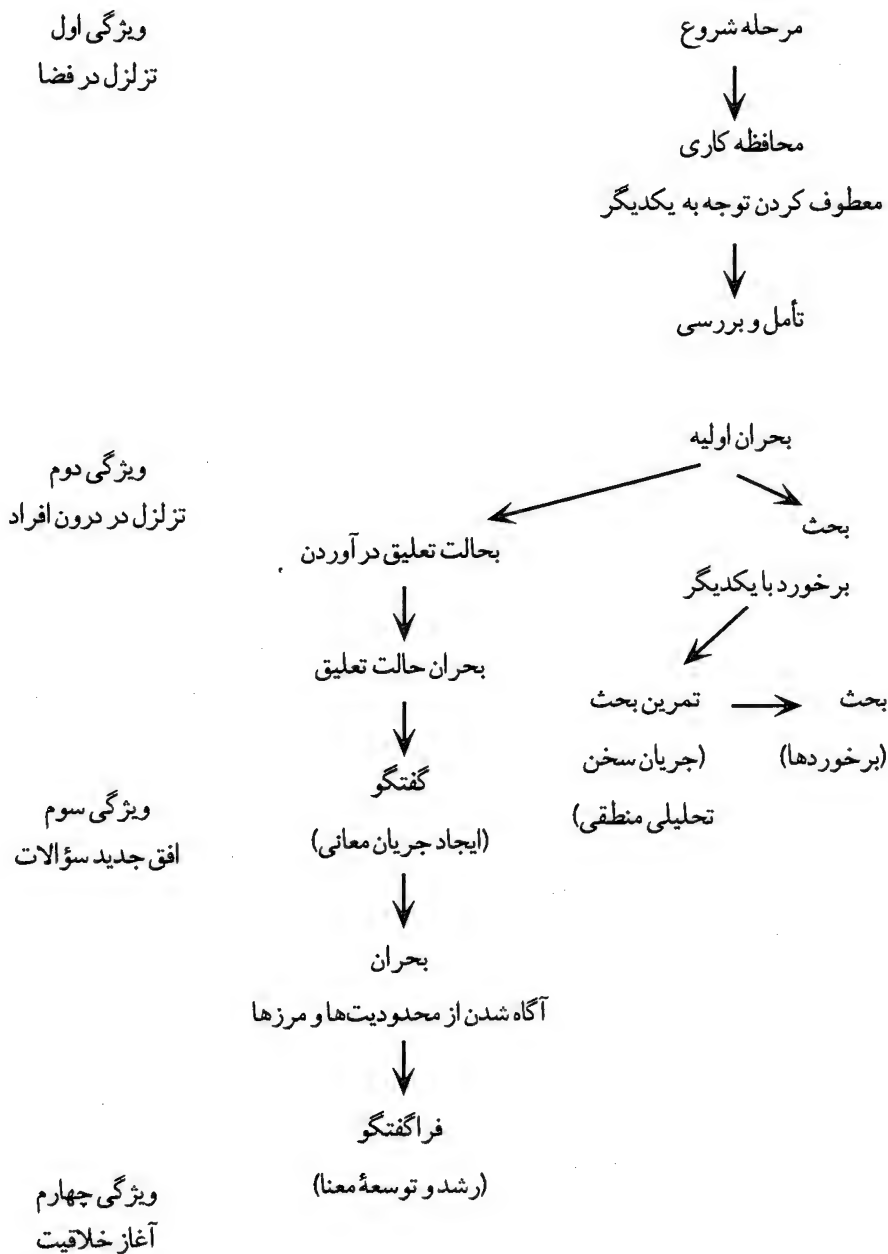 مرحله شروع
ویژگی اول
تزلزل در فضا
محافظه کاری
معطوف کردن توجه به یکدیگر
تأمل و بررسی
بحران اولیه
ویژگی دوم
تزلزل در درون افراد
بحث
بحالت تعلیق در آوردن
برخورد با یکدیگر
بحران حالت تعلیق
بحث
(برخوردها)
تمرین بحث
(جریان سخن
تحلیلی منطقی)
گفتگو
(ایجاد جریان معانی)
ویژگی سوم
افق جدید سؤالات
بحران
آگاه شدن از محدودیت‌ها و مرزها
فراگفتگو
(رشد و توسعهٔ معنا)
ویژگی چهارم
آغاز خلاقیت